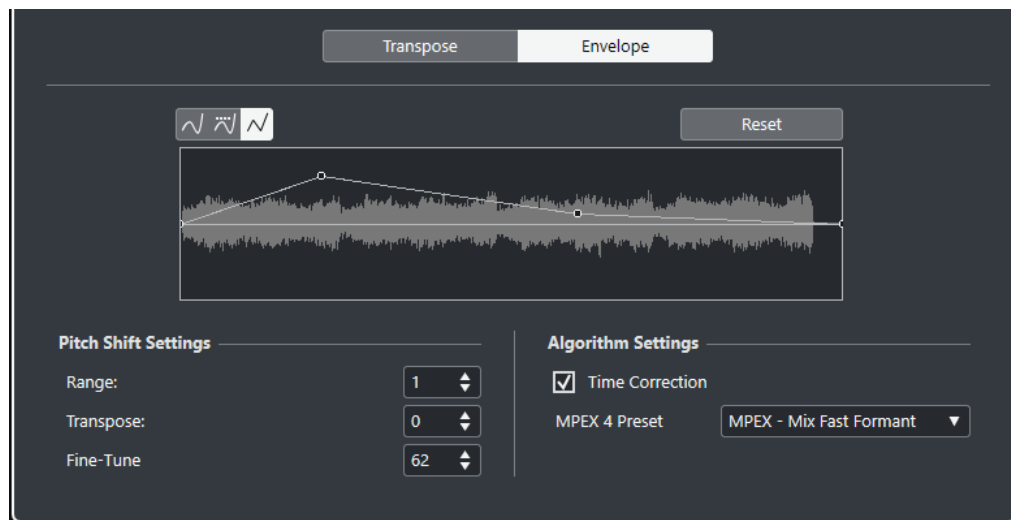 Transpose Envelope
Reset
Pitch Shift Settings
Range: 1
Transpose: 0
Fine-Tune 62
Algorithm Settings
Time Correction
MPEX 4 Preset MPEX - Mix Fast Formant